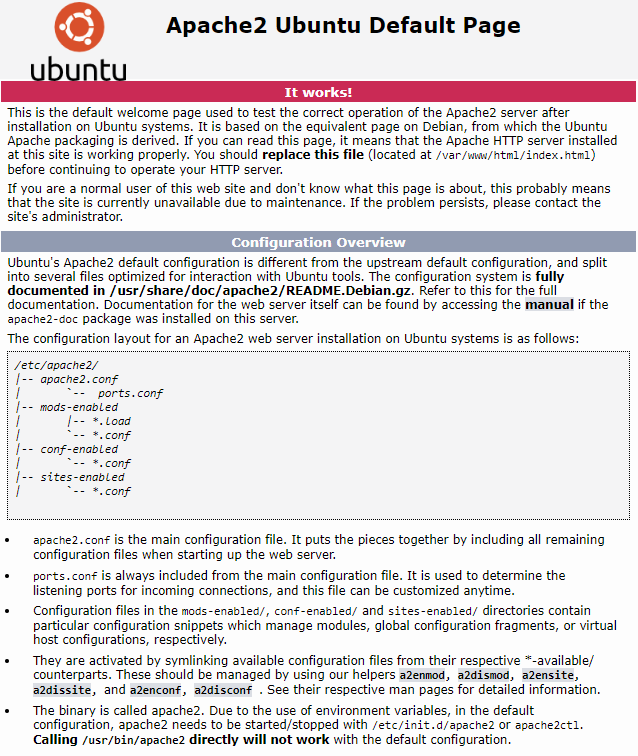 Apache2 Ubuntu Default Page
ubuntu
It works!
This is the default welcome page used to test the correct operation of the Apache2 server after
installation on Ubuntu systems. It is based on the equivalent page on Debian, from which the Ubuntu
Apache packaging is derived. If you can read this page, it means that the Apache HTTP server installed
at this site is working properly. You should replace this file (located at /var/www/html/index.html)
before continuing to operate your HTTP server.
If you are a normal user of this web site and don't know what this page is about, this probably means
that the site is currently unavailable due to maintenance. If the problem persists, please contact the
site's administrator.
Configuration Overview
Ubuntu's Apache2 default configuration is different from the upstream default configuration, and split
into several files optimized for interaction with Ubuntu tools. The configuration system is fully
documented in /usr/share/doc/apache2/README.Debian.gz. Refer to this for the full
documentation. Documentation for the web server itself can be found by accessing the manual if the
apache2-doc package was installed on this server.
The configuration layout for an Apache2 web server installation on Ubuntu systems is as follows:
/etc/apache2/
|-- apache2.conf
|       `--  ports.conf
|-- mods-enabled
|       |-- *.load
|       `-- *.conf
|-- conf-enabled
|       `-- *.conf
|-- sites-enabled
|       `-- *.conf
• apache2.conf is the main configuration file. It puts the pieces together by including all remaining
configuration files when starting up the web server.
• ports.conf is always included from the main configuration file. It is used to determine the
listening ports for incoming connections, and this file can be customized anytime.
• Configuration files in the mods-enabled/, conf-enabled/ and sites-enabled/ directories contain
particular configuration snippets which manage modules, global configuration fragments, or virtual
host configurations, respectively.
• They are activated by symlinking available configuration files from their respective *-available/
counterparts. These should be managed by using our helpers a2enmod, a2dismod, a2ensite,
a2dissite, and a2enconf, a2disconf . See their respective man pages for detailed information.
• The binary is called apache2. Due to the use of environment variables, in the default
configuration, apache2 needs to be started/stopped with /etc/init.d/apache2 or apache2ctl.
Calling /usr/bin/apache2 directly will not work with the default configuration.